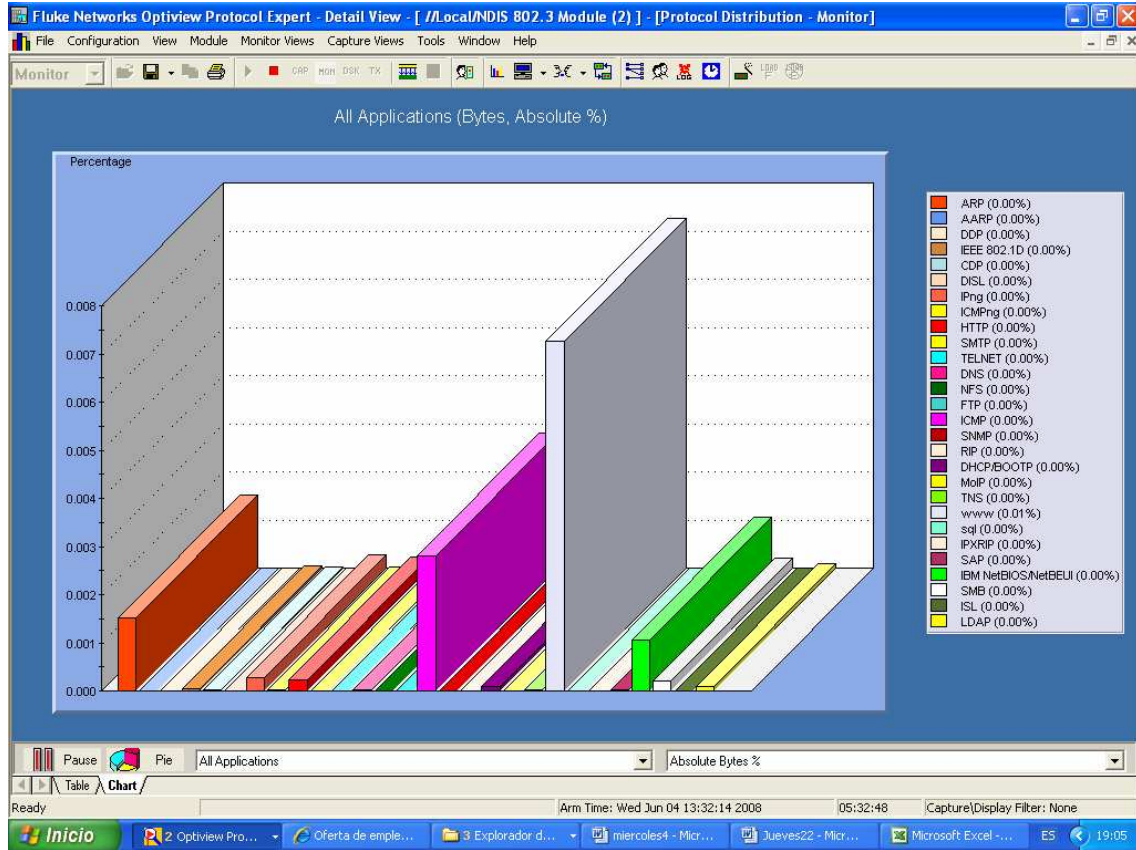 Fluke Networks Optiview Protocol Expert - Detail View - [ //Local/NDIS 802.3 Module (2) ] - [Protocol Distribution - Monitor]
File Configuration View Module Monitor Views Capture Views Tools Window Help
Monitor CAP MON DSK TX LOG LOAD
All Applications (Bytes, Absolute %)
Percentage
0.008
0.007
0.006
0.005
0.004
0.003
0.002
0.001
0.000
ARP (0.00%)
AARP (0.00%)
DDP (0.00%)
IEEE 802.1D (0.00%)
CDP (0.00%)
DISL (0.00%)
IPng (0.00%)
ICMPng (0.00%)
HTTP (0.00%)
SMTP (0.00%)
TELNET (0.00%)
DNS (0.00%)
NFS (0.00%)
FTP (0.00%)
ICMP (0.00%)
SNMP (0.00%)
RIP (0.00%)
DHCP/BOOTP (0.00%)
MoIP (0.00%)
TNS (0.00%)
www (0.01%)
sql (0.00%)
IPXRIP (0.00%)
SAP (0.00%)
IBM NetBIOS/NetBEUI (0.00%)
SMB (0.00%)
ISL (0.00%)
LDAP (0.00%)
Pause Pie All Applications Absolute Bytes %
Table Chart
Ready Arm Time: Wed Jun 04 13:32:14 2008 05:32:48 Capture\Display Filter: None
Inicio 2 Optiview Pro... Oferta de emple... 3 Explorador d... miercoles4 - Micr... Jueves22 - Micr... Microsoft Excel -... ES 19:05